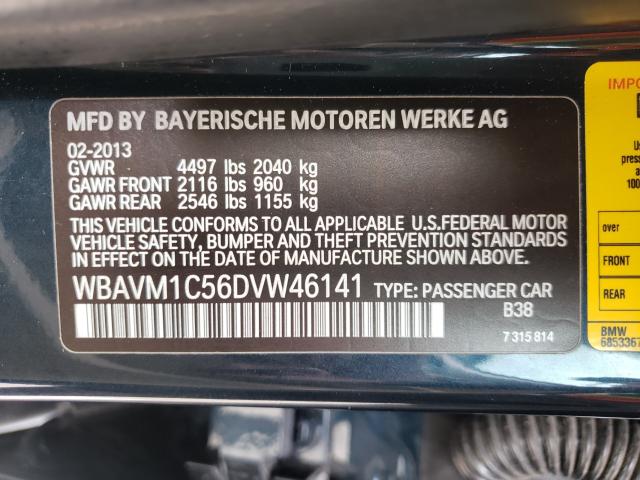 MFD BY BAYERISCHE MOTOREN WERKE AG
02-2013
GVWR 4497 lbs 2040 kg
GAWR FRONT 2116 lbs 960 kg
GAWR REAR 2546 lbs 1155 kg
THIS VEHICLE CONFORMS TO ALL APPLICABLE U.S.FEDERAL MOTOR
VEHICLE SAFETY, BUMPER AND THEFT PREVENTION STANDARDS
IN EFFECT ON THE DATE OF MANUFACTURE SHOWN ABOVE.
WBAVM1C56DVW46141 TYPE: PASSENGER CAR
B38
7 315 814
over
FRONT
REAR
BMW